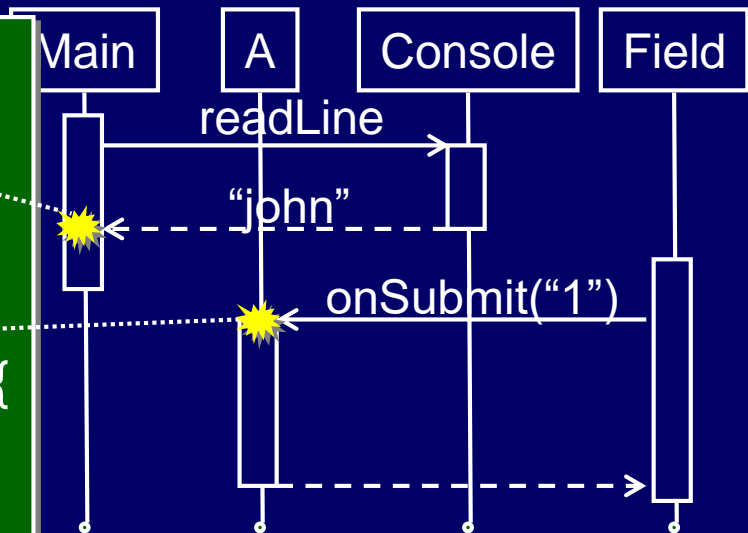 Main A Console Field
readLine
“john”
onSubmit(“1”)
{